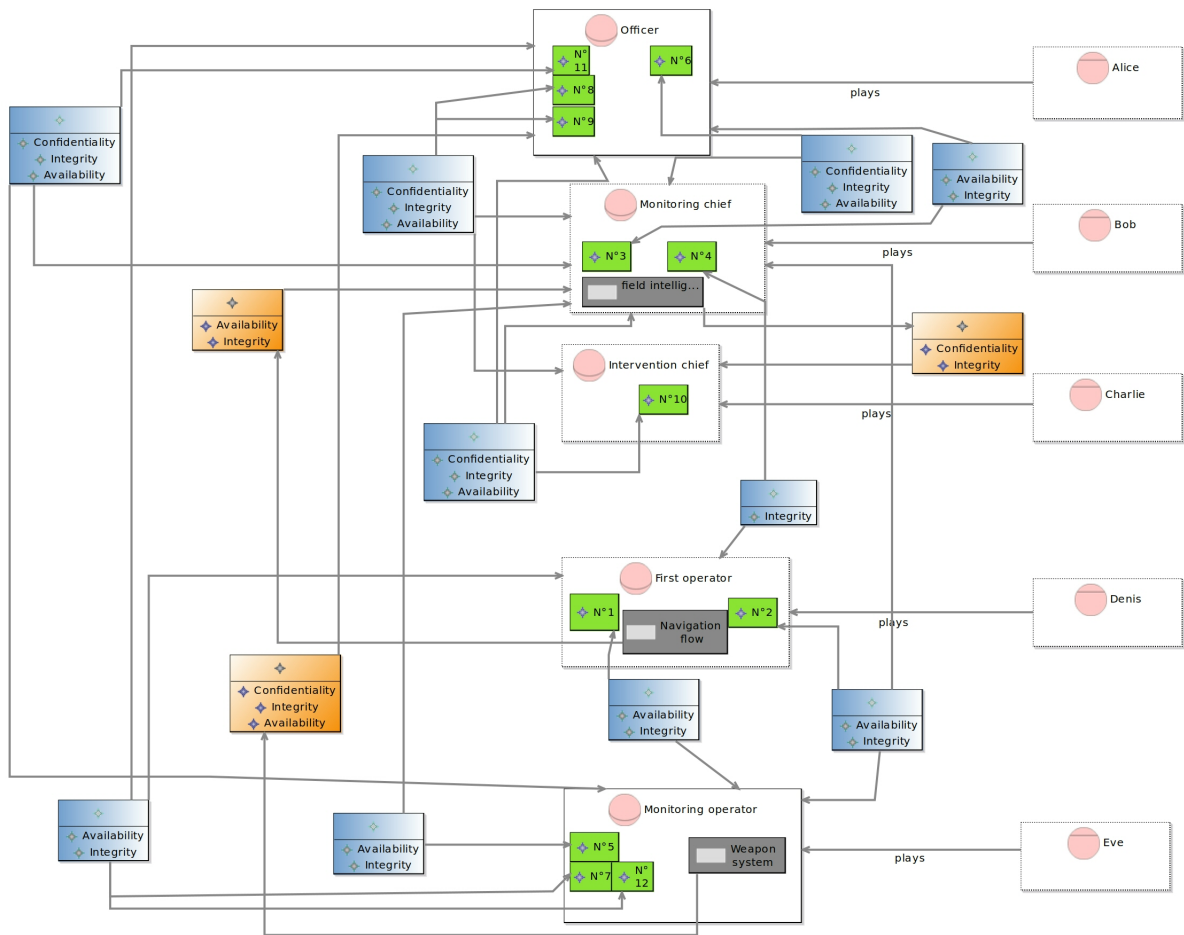 Officer
N°
11
N°6
N°8
N°9
Alice
plays
Confidentiality
Integrity
Availability
Confidentiality
Integrity
Availability
Confidentiality
Integrity
Availability
Availability
Integrity
Monitoring chief
N°3
N°4
field intellig...
Bob
plays
Availability
Integrity
Confidentiality
Integrity
Intervention chief
N°10
Charlie
plays
Confidentiality
Integrity
Availability
Integrity
First operator
N°1
Navigation
flow
N°2
Denis
plays
Confidentiality
Integrity
Availability
Availability
Integrity
Availability
Integrity
Monitoring operator
N°5
N°7
N°
12
Weapon
system
Availability
Integrity
Availability
Integrity
Eve
plays